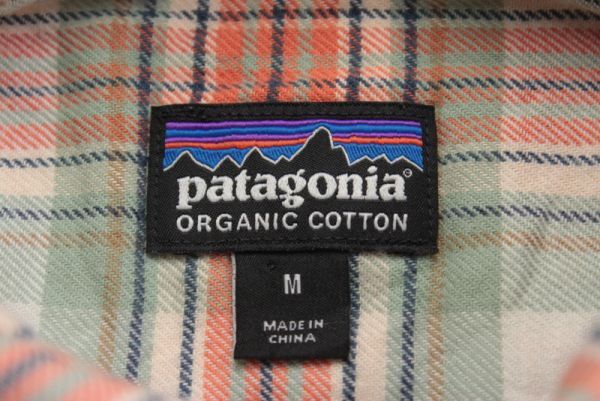 patagonia®
ORGANIC COTTON
M
MADE IN
CHINA